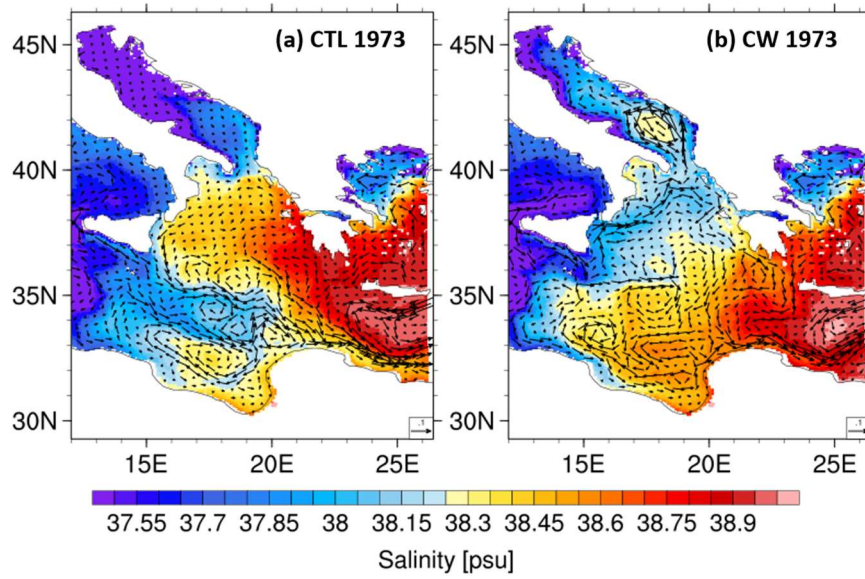 (a) CTL 1973
(b) CW 1973
45N
40N
35N
30N
45N
40N
35N
30N
.1
.1
15E 20E 25E
15E 20E 25E
37.55 37.7 37.85 38 38.15 38.3 38.45 38.6 38.75 38.9
Salinity [psu]